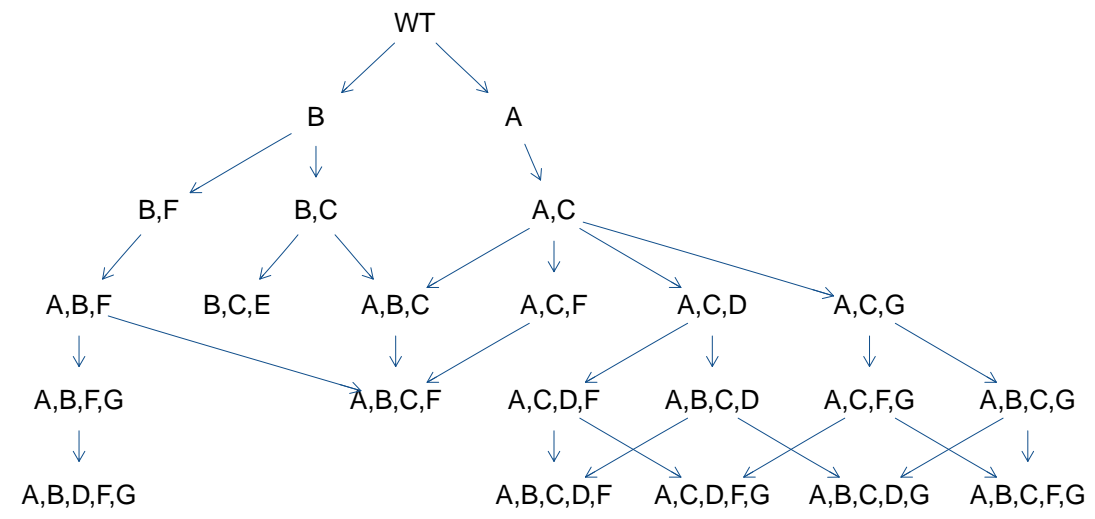 WT
B A
B,F B,C A,C
A,B,F B,C,E A,B,C A,C,F A,C,D A,C,G
A,B,F,G A,B,C,F A,C,D,F A,B,C,D A,C,F,G A,B,C,G
A,B,D,F,G A,B,C,D,F A,C,D,F,G A,B,C,D,G A,B,C,F,G